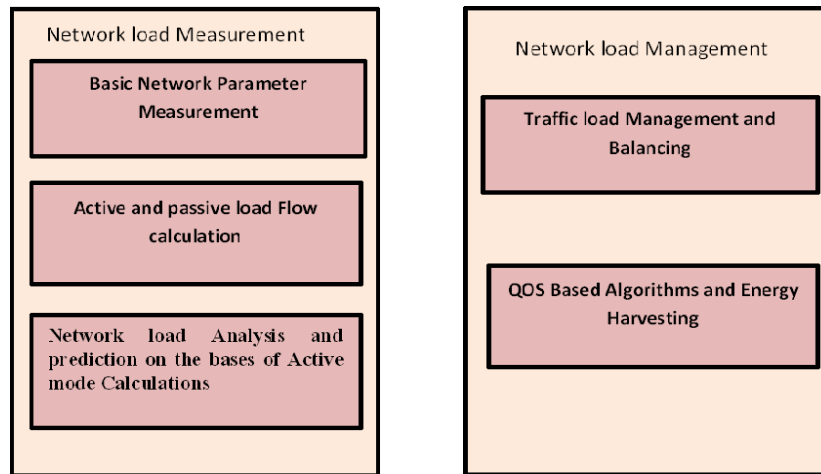 Network load Measurement
Basic Network Parameter
Measurement
Active and passive load Flow
calculation
Network load Analysis and
prediction on the bases of Active
mode Calculations
Network load Management
Traffic load Management and
Balancing
QOS Based Algorithms and Energy
Harvesting